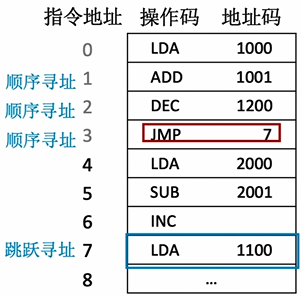 指令地址 操作码 地址码
0 LDA 1000
顺序寻址 1 ADD 1001
顺序寻址 2 DEC 1200
顺序寻址 3 JMP 7
4 LDA 2000
5 SUB 2001
6 INC
跳跃寻址 7 LDA 1100
8 ...